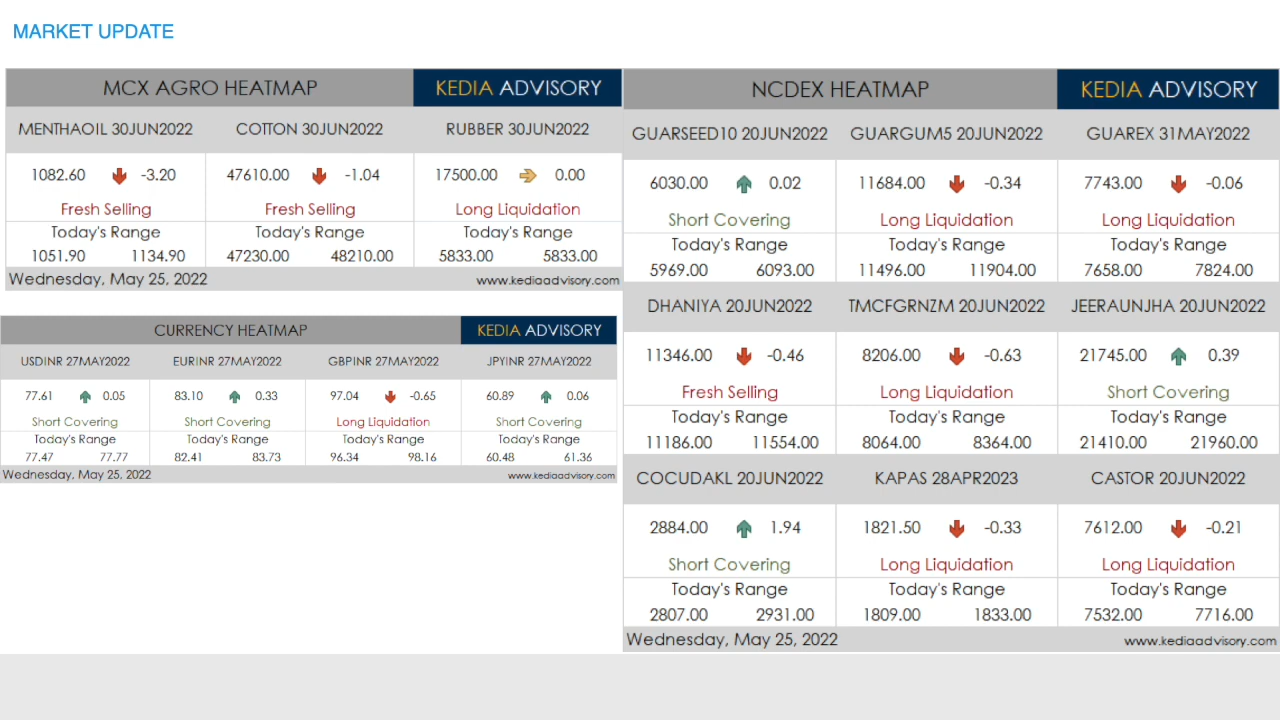 MARKET UPDATE
MCX AGRO HEATMAP KEDIA ADVISORY
MENTHAOIL 30JUN2022 COTTON 30JUN2022 RUBBER 30JUN2022
1082.60 -3.20 47610.00 -1.04 17500.00 0.00
Fresh Selling Fresh Selling Long Liquidation
Today's Range Today's Range Today's Range
1051.90 1134.90 47230.00 48210.00 5833.00 5833.00
Wednesday, May 25, 2022 www.kediaadvisory.com
CURRENCY HEATMAP KEDIA ADVISORY
USDINR 27MAY2022 EURINR 27MAY2022 GBPINR 27MAY2022 JPYINR 27MAY2022
77.61 0.05 83.10 0.33 97.04 -0.65 60.89 0.06
Short Covering Short Covering Long Liquidation Short Covering
Today's Range Today's Range Today's Range Today's Range
77.47 77.77 82.41 83.73 96.34 98.16 60.48 61.36
Wednesday, May 25, 2022 www.kediaadvisory.com
NCDEX HEATMAP KEDIA ADVISORY
GUARSEED10 20JUN2022 GUARGUM5 20JUN2022 GUAREX 31MAY2022
6030.00 0.02 11684.00 -0.34 7743.00 -0.06
Short Covering Long Liquidation Long Liquidation
Today's Range Today's Range Today's Range
5969.00 6093.00 11496.00 11904.00 7658.00 7824.00
DHANIYA 20JUN2022 TMCFGRNZM 20JUN2022 JEERAUNJHA 20JUN2022
11346.00 -0.46 8206.00 -0.63 21745.00 0.39
Fresh Selling Long Liquidation Short Covering
Today's Range Today's Range Today's Range
11186.00 11554.00 8064.00 8364.00 21410.00 21960.00
COCUDAKL 20JUN2022 KAPAS 28APR2023 CASTOR 20JUN2022
2884.00 1.94 1821.50 -0.33 7612.00 -0.21
Short Covering Long Liquidation Long Liquidation
Today's Range Today's Range Today's Range
2807.00 2931.00 1809.00 1833.00 7532.00 7716.00
Wednesday, May 25, 2022 www.kediaadvisory.com